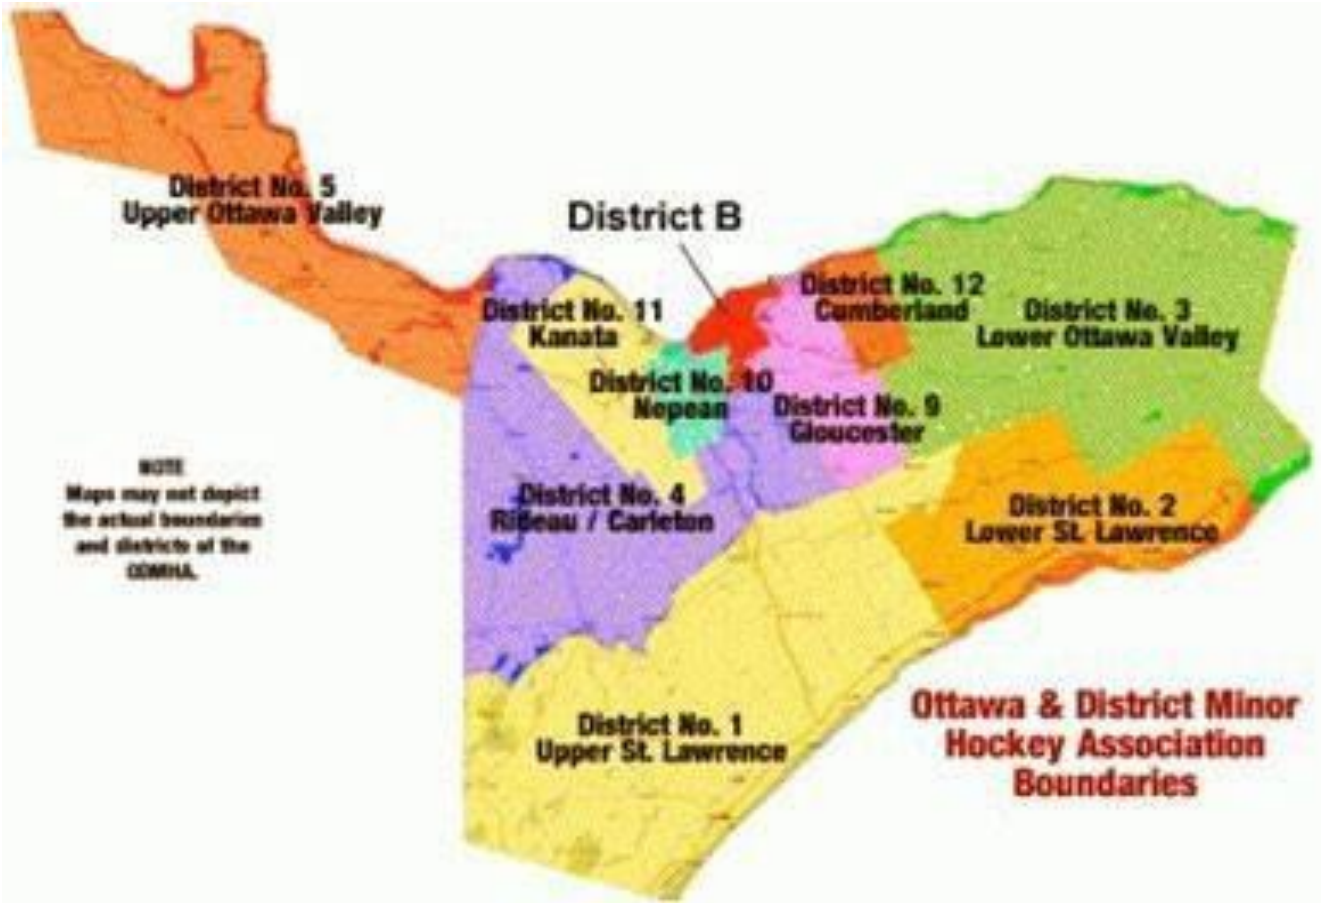 District No. 5
Upper Ottawa Valley
District B
District No. 12
Cumberland
District No. 11
Kanata
District No. 3
Lower Ottawa Valley
District No. 10
Nepean
District No. 9
Gloucester
NOTE
Maps may not depict
the actual boundaries
and districts of the
ODMHA.
District No. 4
Rideau / Carleton
District No. 2
Lower St. Lawrence
District No. 1
Upper St. Lawrence
Ottawa & District Minor
Hockey Association
Boundaries